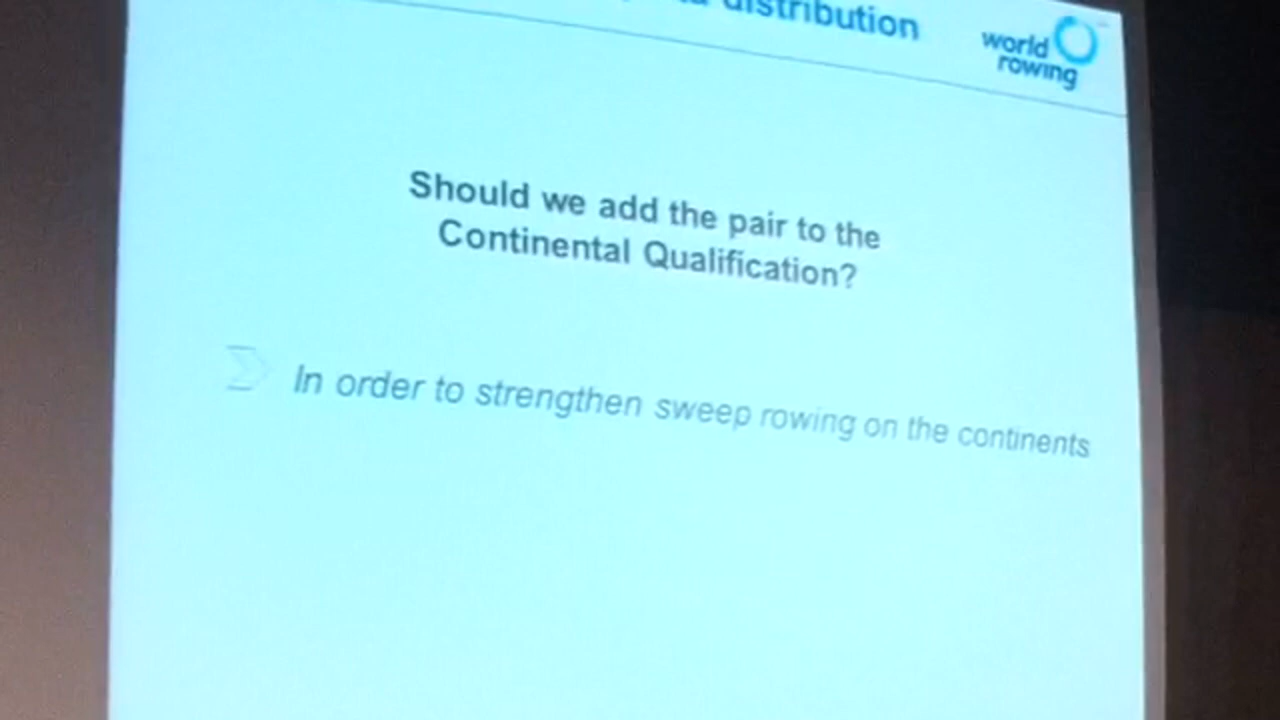 distribution
world
rowing
Should we add the pair to the
Continental Qualification?
In order to strengthen sweep rowing on the continents